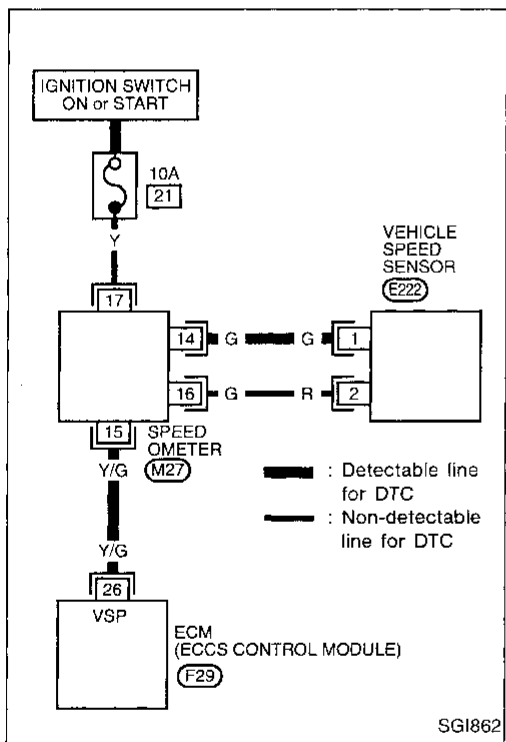 IGNITION SWITCH
ON or START
10A
21
Y
17
VEHICLE
SPEED
SENSOR
E222
14 G G 1
16 G R 2
15
SPEED
OMETER
M27
Y/G
: Detectable line
for DTC
: Non-detectable
line for DTC
Y/G
26
VSP
ECM
(ECCS CONTROL MODULE)
F29
SGI862